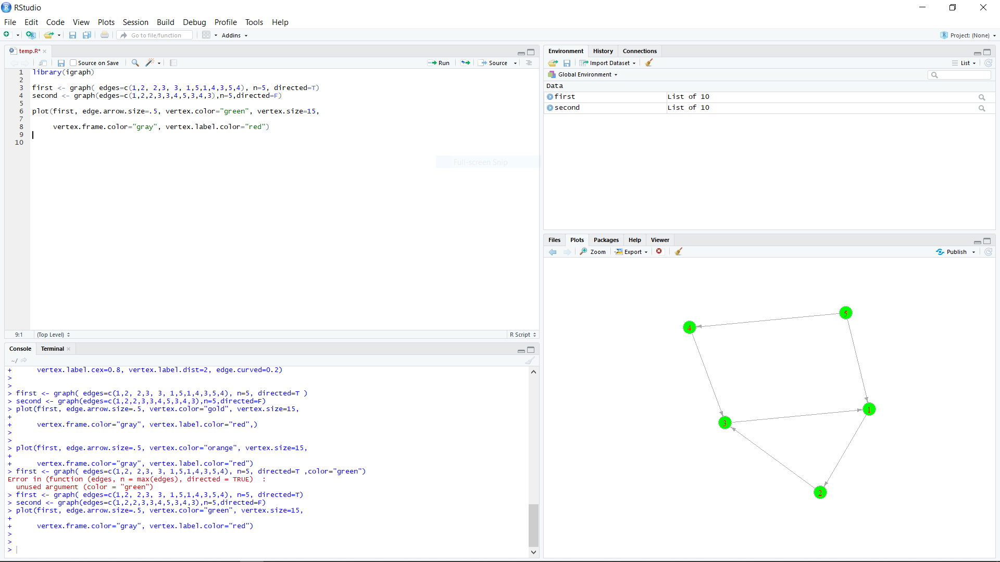 RStudio
File Edit Code View Plots Session Build Debug Profile Tools Help
Go to file/function Addins Project: (None)
temp.R*
Source on Save Run Source
1 library(igraph)
2
3 first <- graph( edges=c(1,2, 2,3, 3, 1,5,1,4,3,5,4), n=5, directed=T)
4 second <- graph(edges=c(1,2,2,3,3,4,5,3,4,3),n=5,directed=F)
5
6 plot(first, edge.arrow.size=.5, vertex.color="green", vertex.size=15,
7
8 vertex.frame.color="gray", vertex.label.color="red")
9
10
Full-screen Snip
9:1 (Top Level) R Script
Console Terminal
~/
+ vertex.label.cex=0.8, vertex.label.dist=2, edge.curved=0.2)
>
>
> first <- graph( edges=c(1,2, 2,3, 3, 1,5,1,4,3,5,4), n=5, directed=T )
> second <- graph(edges=c(1,2,2,3,3,4,5,3,4,3),n=5,directed=F)
> plot(first, edge.arrow.size=.5, vertex.color="gold", vertex.size=15,
+
+ vertex.frame.color="gray", vertex.label.color="red",)
>
>
> plot(first, edge.arrow.size=.5, vertex.color="orange", vertex.size=15,
+
+ vertex.frame.color="gray", vertex.label.color="red")
> first <- graph( edges=c(1,2, 2,3, 3, 1,5,1,4,3,5,4), n=5, directed=T ,color="green")
Error in (function (edges, n = max(edges), directed = TRUE) :
unused argument (color = "green")
> first <- graph( edges=c(1,2, 2,3, 3, 1,5,1,4,3,5,4), n=5, directed=T)
> second <- graph(edges=c(1,2,2,3,3,4,5,3,4,3),n=5,directed=F)
> plot(first, edge.arrow.size=.5, vertex.color="green", vertex.size=15,
+
+ vertex.frame.color="gray", vertex.label.color="red")
>
>
>
Environment History Connections
Import Dataset List
Global Environment
Data
first List of 10
second List of 10
Files Plots Packages Help Viewer
Zoom Export Publish
5
4
1
3
2